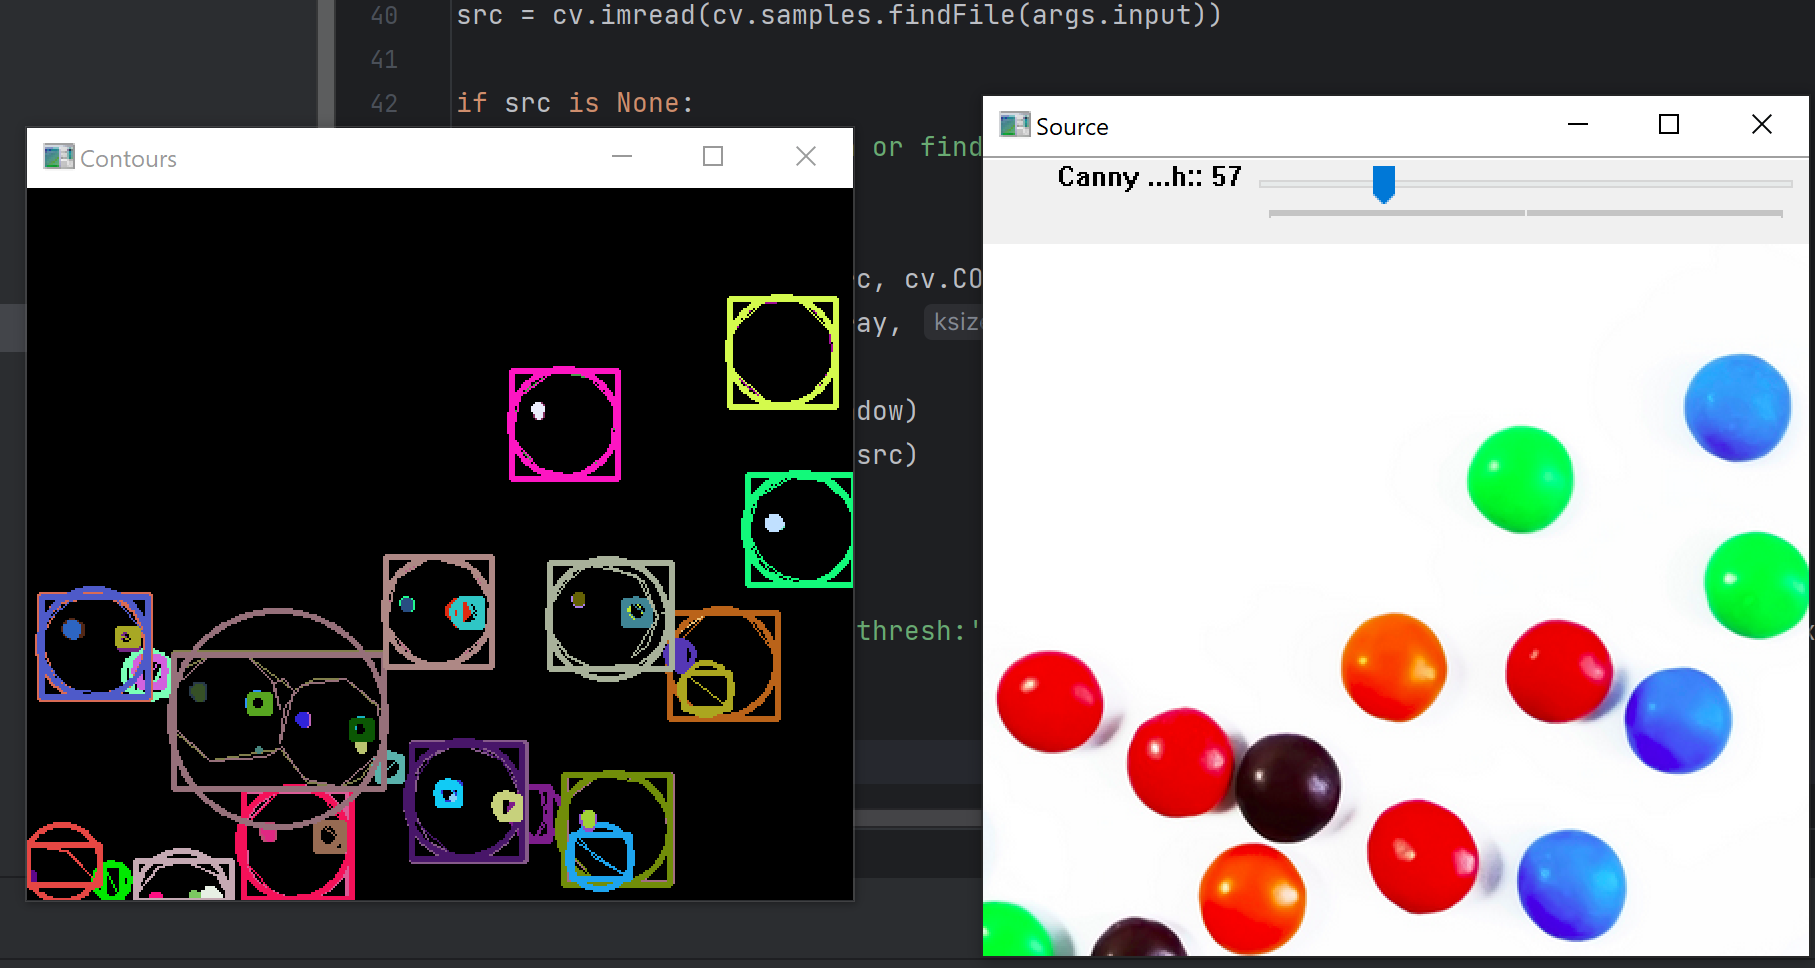 40 src = cv.imread(cv.samples.findFile(args.input))
41
42 if src is None:
Contours
Source
or find
Canny ...h:: 57
c, cv.CO
ay, ksize
dow)
src)
thresh:'